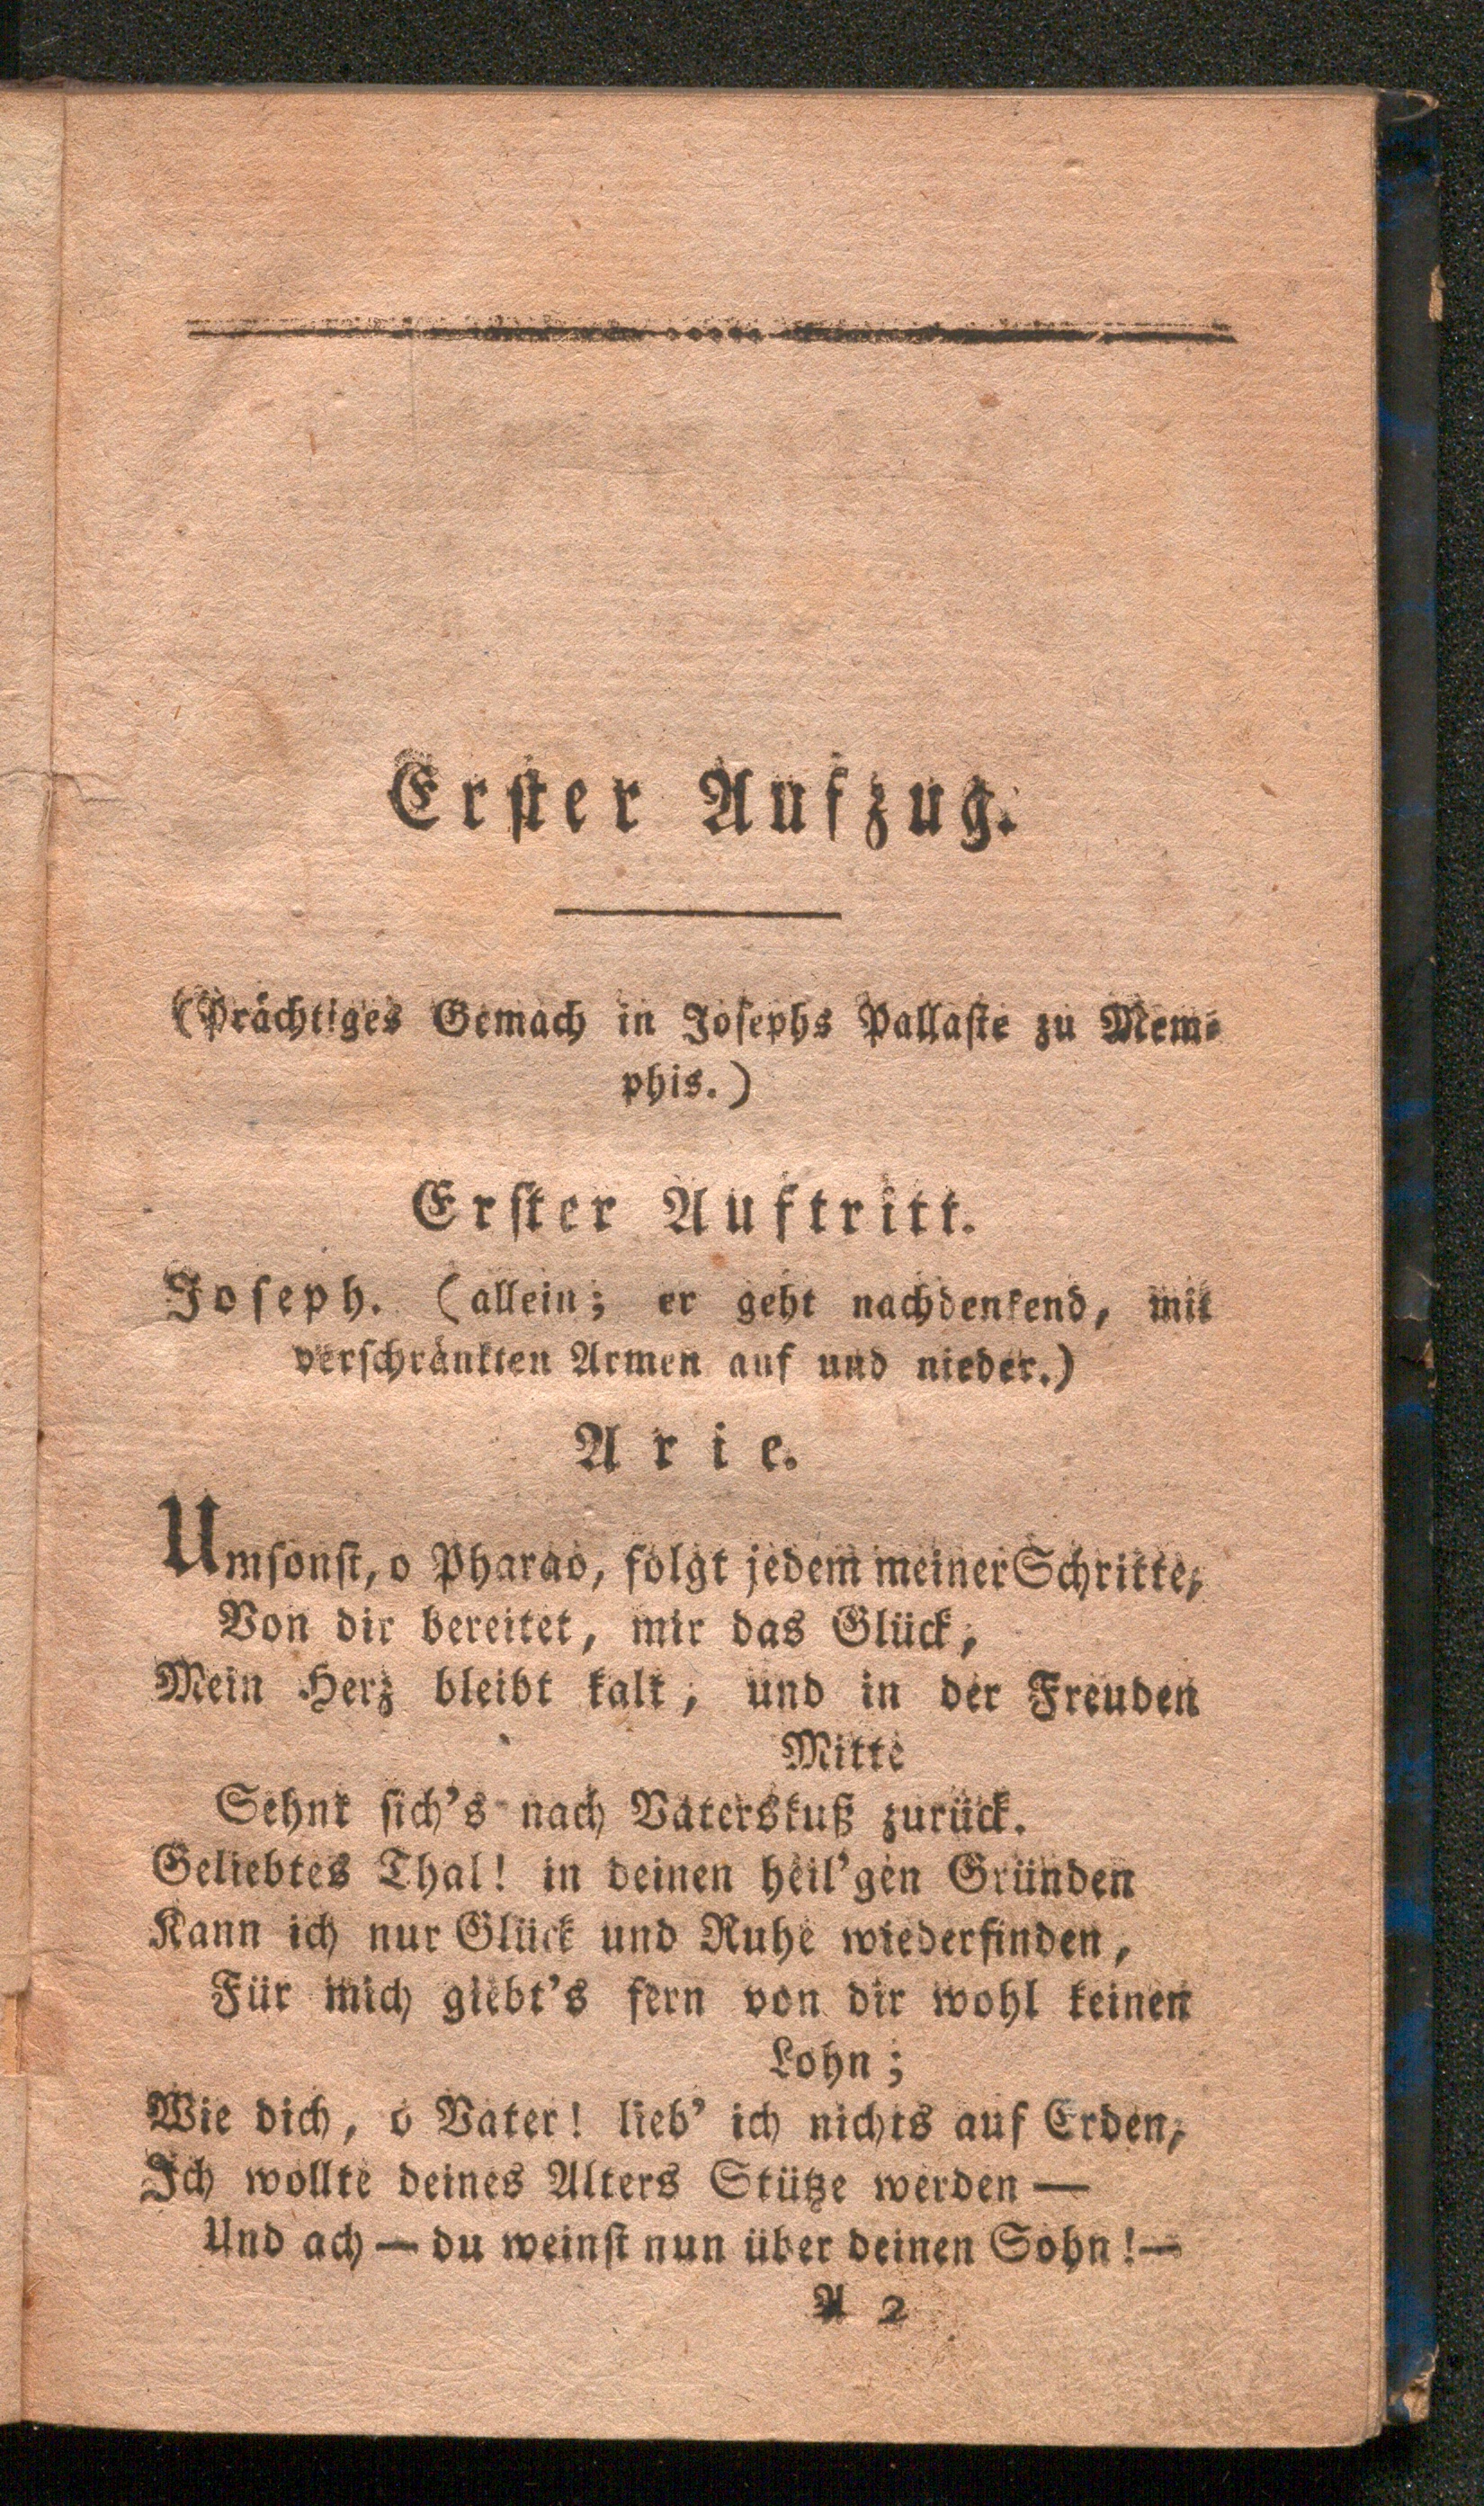 Erster Aufzug.
(Prächtiges Gemach in Josephs Pallaste zu Mem-
phis.)
Erster Auftritt.
Joseph. (allein; er geht nachdenkend, mit
verschränkten Armen auf und nieder.)
Arie.
Umsonst, o Pharao, folgt jedem meiner Schritte,
Von dir bereitet, mir das Glück,
Mein Herz bleibt kalt, und in der Freuden
Mitte
Sehnt sich's nach Vaterskuß zurück.
Geliebtes Thal! in deinen heil'gen Gründen
Kann ich nur Glück und Ruhe wiederfinden,
Für mich giebt's fern von dir wohl keinen
Lohn;
Wie dich, o Vater! lieb' ich nichts auf Erden,
Ich wollte deines Alters Stütze werden —
Und ach — du weinst nun über deinen Sohn! —
A 2